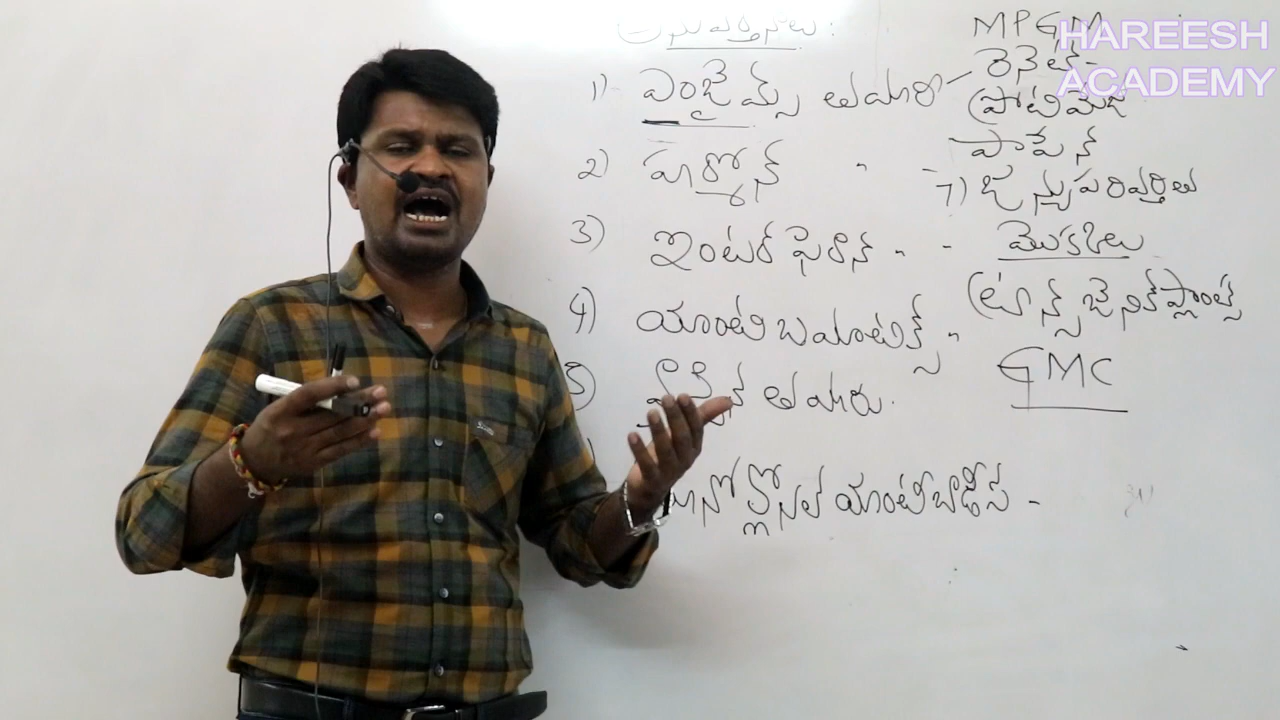 అనువర్తనాలు:
1) ఎంజైమ్స్ తయారీ –
2) హార్మోన్ "
3) ఇంటర్ ఫెరాన్ " -
4) యాంటి బయాటిక్స్ "
5) వాక్సిన్ తయారు.
మోనోక్లోనల్ యాంటీబాడీస్ -
MPGM
రెనెట్-
ప్రోటియేజ్
పాపేన్
7) జన్యుపరివర్తిత
మొక్కలు
(ట్రాన్స్ జెనిక్ ప్లాంట్స్
GMC
HAREESH
ACADEMY
Scotts